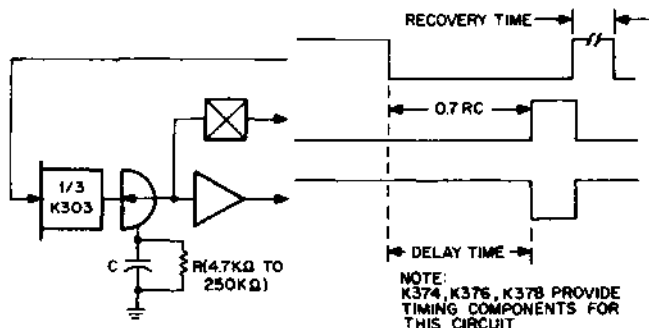 RECOVERY TIME
0.7 RC
1/3
K303
C
R(4.7KΩ TO
250KΩ)
DELAY TIME
NOTE:
K374, K376, K378 PROVIDE
TIMING COMPONENTS FOR
THIS CIRCUIT